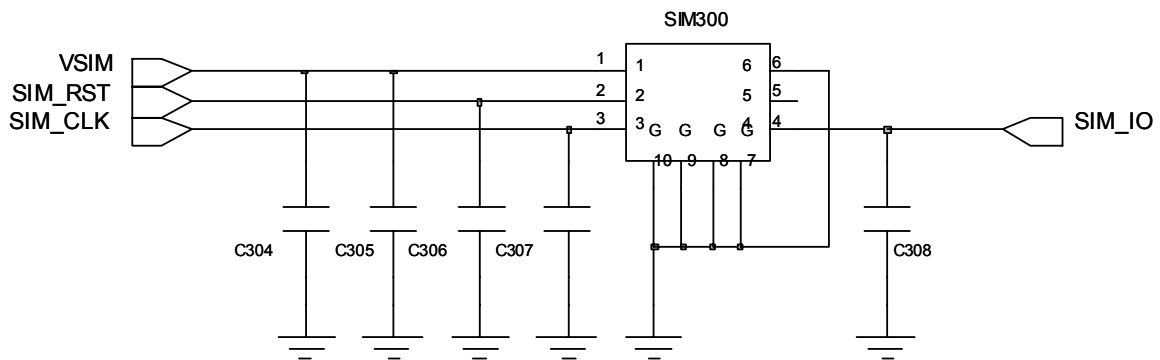 SIM300
VSIM 1 1 6 6
SIM_RST 2 2 5 5
SIM_CLK 3 3 G G G G 4 4 SIM_IO
10 9 8 7
C304 C305 C306 C307 C308